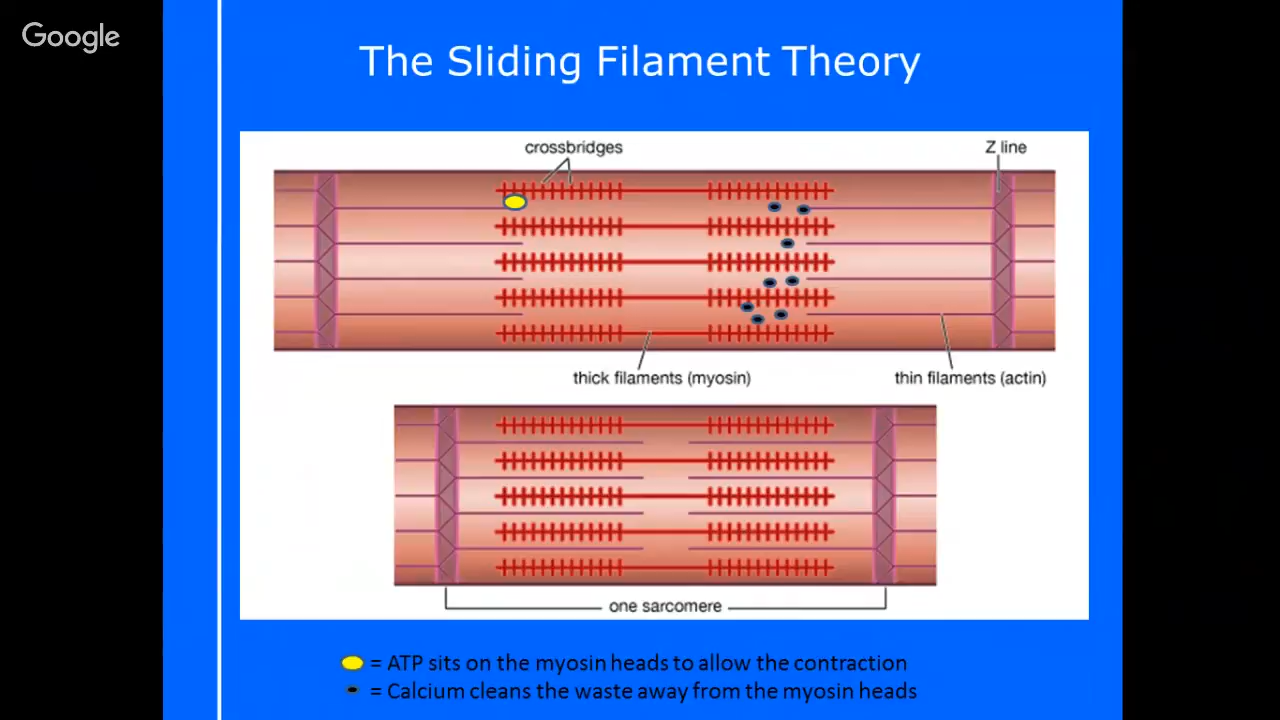 Google
The Sliding Filament Theory
crossbridges
Z line
thick filaments (myosin)
thin filaments (actin)
one sarcomere
= ATP sits on the myosin heads to allow the contraction
= Calcium cleans the waste away from the myosin heads